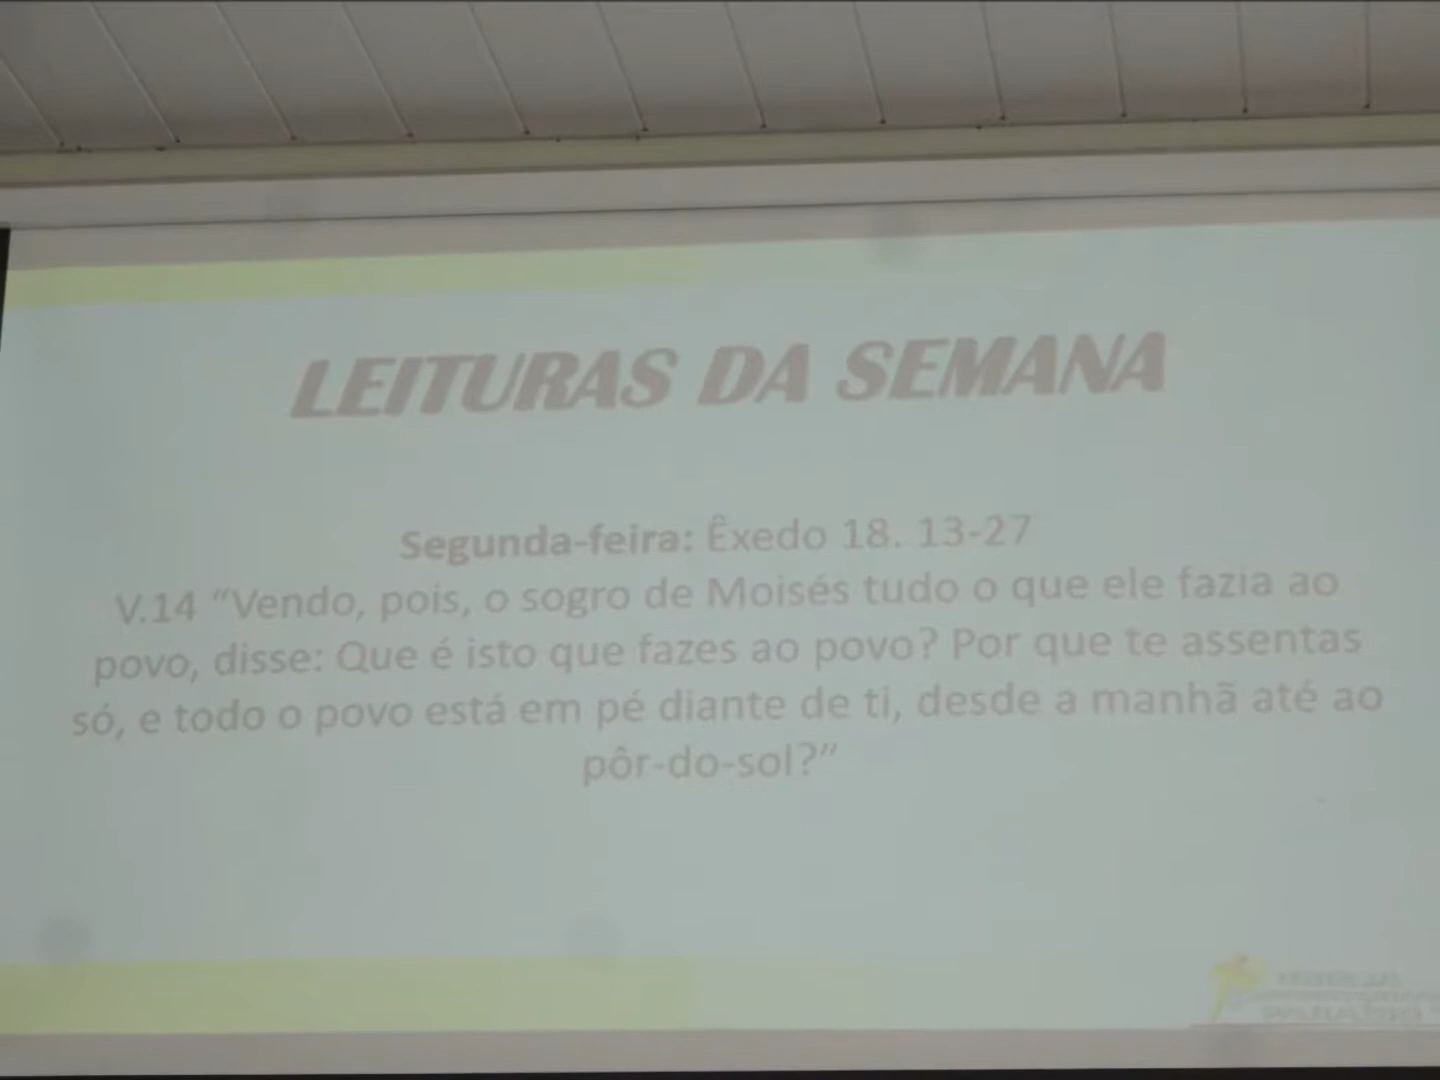 LEITURAS DA SEMANA
Segunda-feira: Êxedo 18. 13-27
V.14 “Vendo, pois, o sogro de Moisés tudo o que ele fazia ao
povo, disse: Que é isto que fazes ao povo? Por que te assentas
só, e todo o povo está em pé diante de ti, desde a manhã até ao
pôr-do-sol?”